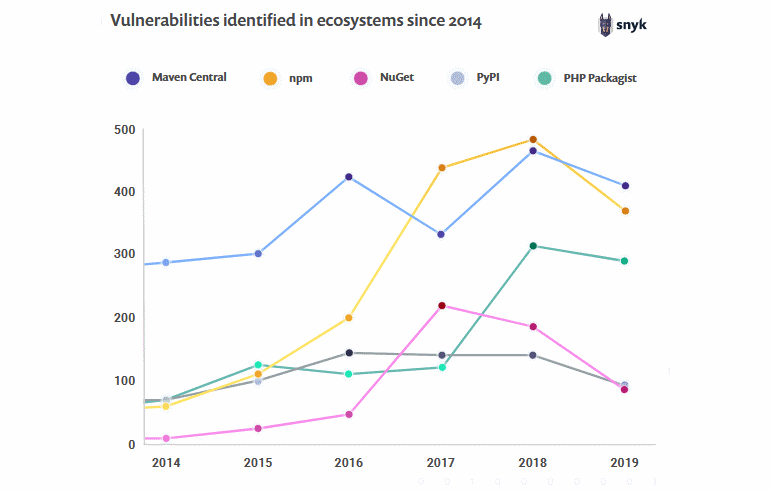 Vulnerabilities identified in ecosystems since 2014
snyk
Maven Central npm NuGet PyPI PHP Packagist
500
400
300
200
100
0
2014 2015 2016 2017 2018 2019